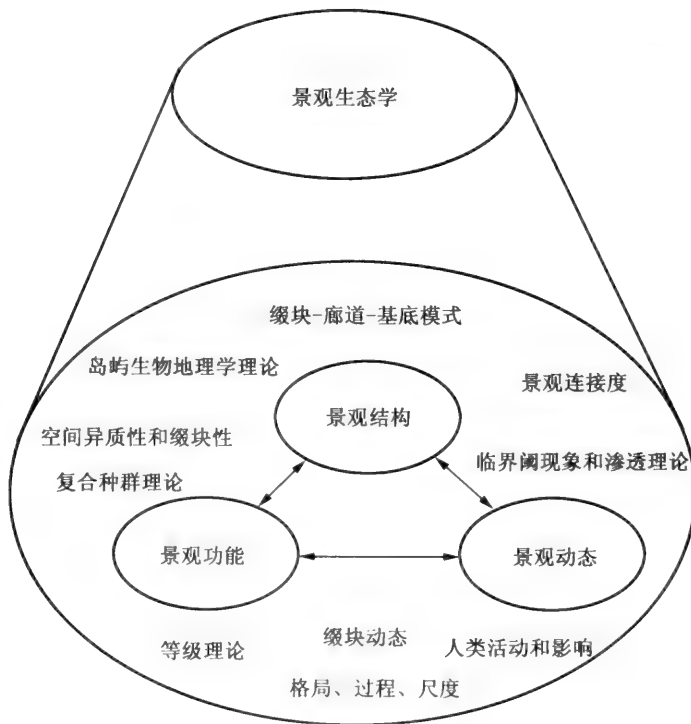 景观生态学
缀块-廊道-基底模式
岛屿生物地理学理论
景观连接度
景观结构
空间异质性和缀块性
临界阈现象和渗透理论
复合种群理论
景观功能
景观动态
等级理论
缀块动态
人类活动和影响
格局、过程、尺度